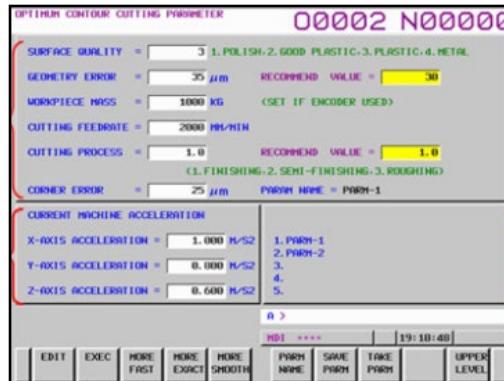 OPTIMUM CONTOUR CUTTING PARAMETER O0002 N00000
SURFACE QUALITY = 3 1.POLISH,2.GOOD PLASTIC,3.PLASTIC,4.METAL
GEOMETRY ERROR = 35 µm RECOMMEND VALUE = 30
WORKPIECE MASS = 1000 KG (SET IF ENCODER USED)
CUTTING FEEDRATE = 2000 MM/MIN
CUTTING PROCESS = 1.0 RECOMMEND VALUE = 1.0
(1.FINISHING,2.SEMI-FINISHING,3.ROUGHING)
CORNER ERROR = 25 µm PARAM NAME = PARM-1
CURRENT MACHINE ACCELERATION
X-AXIS ACCELERATION = 1.000 M/S2 1.PARM-1
2.PARM-2
Y-AXIS ACCELERATION = 0.800 M/S2 3.
4.
Z-AXIS ACCELERATION = 0.600 M/S2 5.
A >
MDI **** 19:18:40
EDIT EXEC MORE FAST MORE EXACT MORE SMOOTH PARM NAME SAVE PARM TAKE PARM UPPER LEVEL